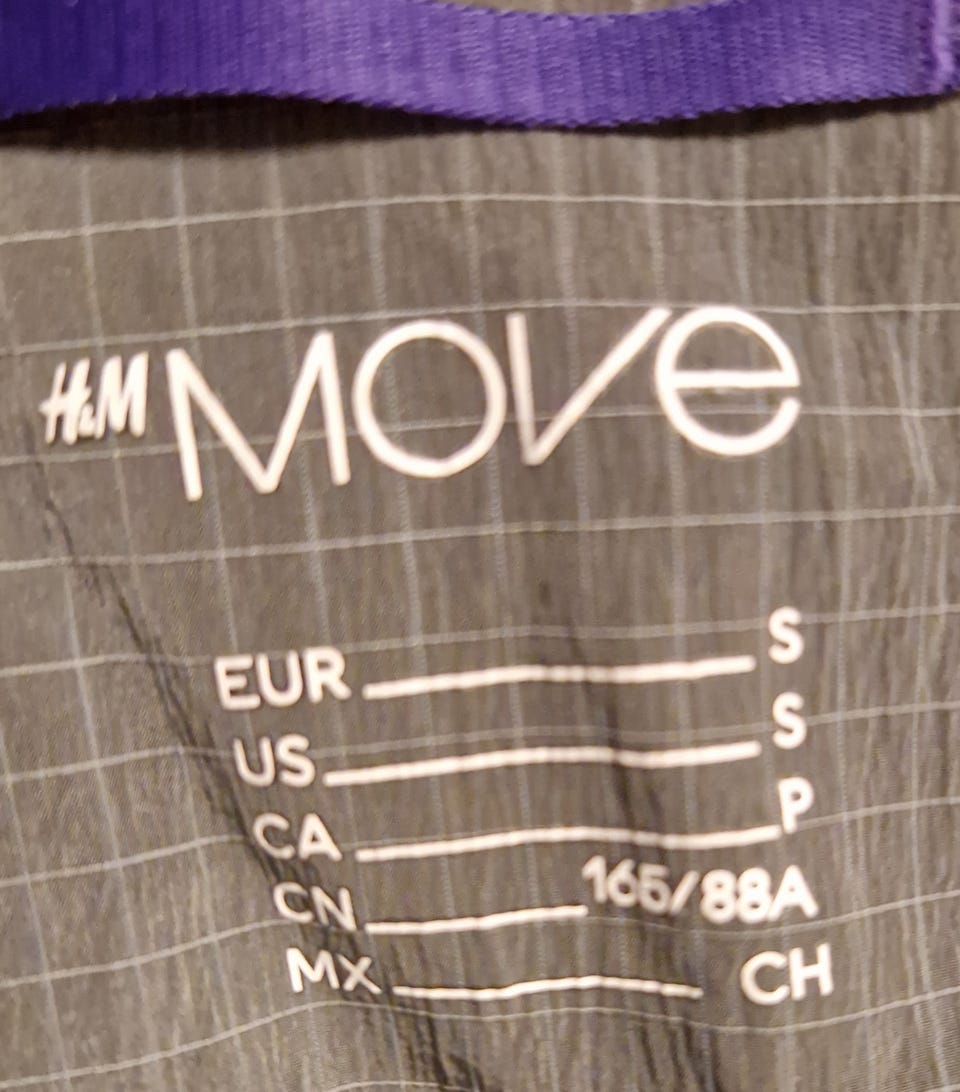 H&M MOVE
EUR S
US S
CA P
CN 165/88A
MX CH